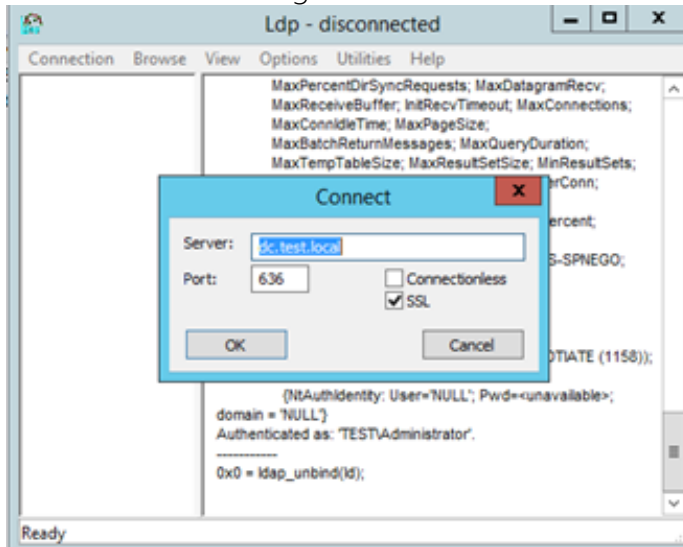 Ldp - disconnected
Connection Browse View Options Utilities Help
MaxPercentDirSyncRequests; MaxDatagramRecv;
MaxReceiveBuffer; InitRecvTimeout; MaxConnections;
MaxConnIdleTime; MaxPageSize;
MaxBatchReturnMessages; MaxQueryDuration;
MaxTempTableSize; MaxResultSetSize; MinResultSets;
erConn;
ercent;
S-SPNEGO;
OTIATE (1158));
Connect
x
Server: dc.test.local
Port: 636 Connectionless
SSL
OK Cancel
{NtAuthIdentity: User='NULL'; Pwd=<unavailable>;
domain = 'NULL'}
Authenticated as: 'TEST\Administrator'.
-----------
0x0 = ldap_unbind(ld);
Ready